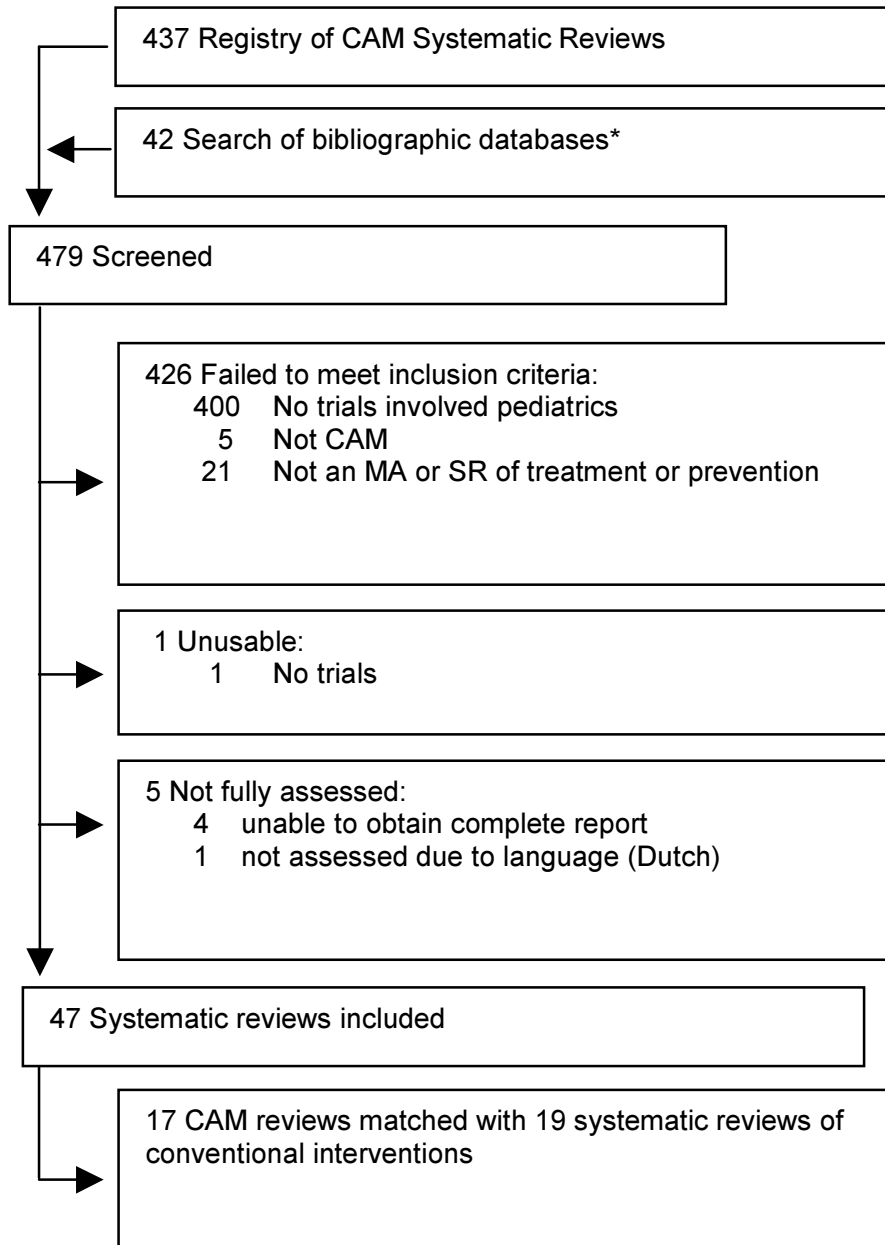 437 Registry of CAM Systematic Reviews
42 Search of bibliographic databases*
479 Screened
426 Failed to meet inclusion criteria:
400 No trials involved pediatrics
5 Not CAM
21 Not an MA or SR of treatment or prevention
1 Unusable:
1 No trials
5 Not fully assessed:
4 unable to obtain complete report
1 not assessed due to language (Dutch)
47 Systematic reviews included
17 CAM reviews matched with 19 systematic reviews of
conventional interventions